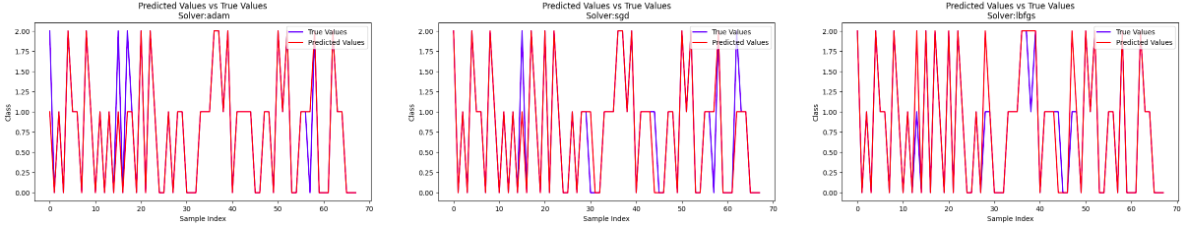 Predicted Values vs True Values
Solver:adam
True Values
Predicted Values
2.00
1.75
1.50
1.25
1.00
0.75
0.50
0.25
0.00
Class
0 10 20 30 40 50 60 70
Sample Index
Predicted Values vs True Values
Solver:sgd
True Values
Predicted Values
2.00
1.75
1.50
1.25
1.00
0.75
0.50
0.25
0.00
Class
0 10 20 30 40 50 60 70
Sample Index
Predicted Values vs True Values
Solver:lbfgs
True Values
Predicted Values
2.00
1.75
1.50
1.25
1.00
0.75
0.50
0.25
0.00
Class
0 10 20 30 40 50 60 70
Sample Index